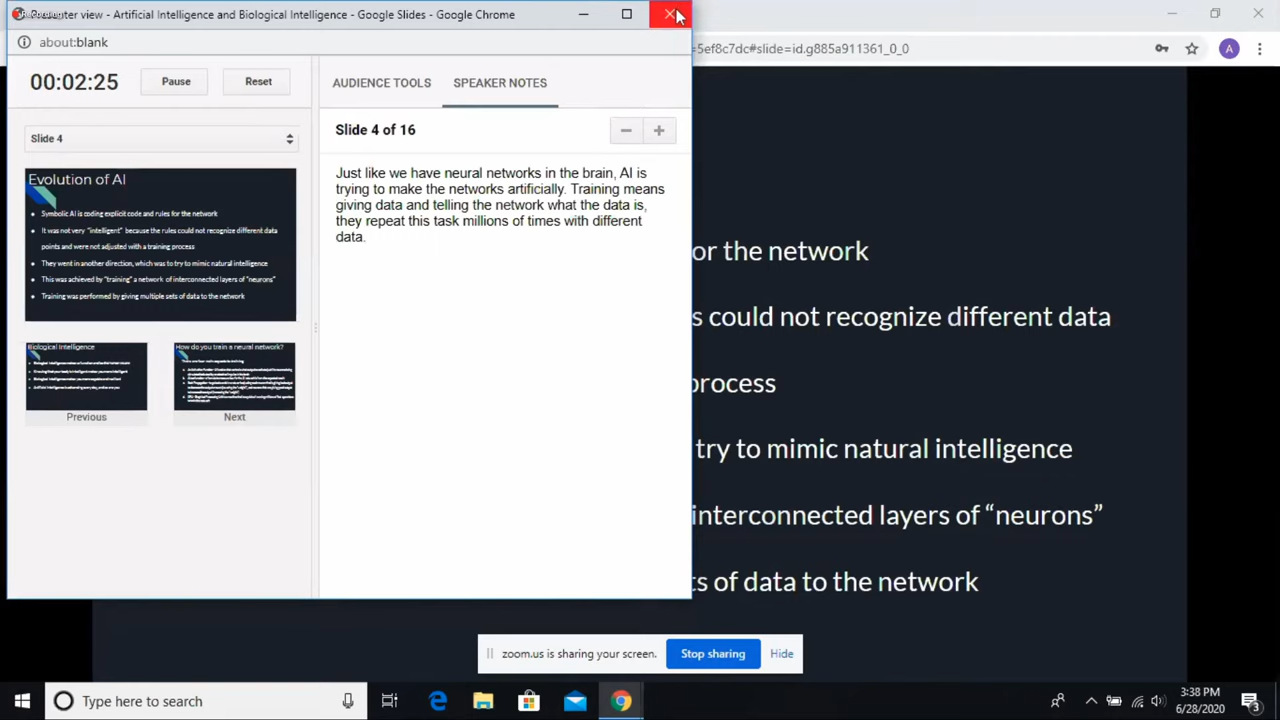 Presenter view - Artificial Intelligence and Biological Intelligence - Google Slides - Google Chrome
about:blank
=5ef8c7dc#slide=id.g885a911361_0_0
A
00:02:25
Pause
Reset
AUDIENCE TOOLS
SPEAKER NOTES
Slide 4
Slide 4 of 16
Just like we have neural networks in the brain, AI is
trying to make the networks artificially. Training means
giving data and telling the network what the data is,
they repeat this task millions of times with different
data.
Evolution of AI
Symbolic AI is coding explicit code and rules for the network
It was not very “intelligent” because the rules could not recognize different data
points and were not adjusted with a training process
They went in another direction, which was to try to mimic natural intelligence
This was achieved by “training” a network of interconnected layers of “neurons”
Training was performed by giving multiple sets of data to the network
Biological Intelligence
How do you train a neural network?
Previous
Next
or the network
s could not recognize different data
process
try to mimic natural intelligence
interconnected layers of “neurons”
ts of data to the network
zoom.us is sharing your screen.
Stop sharing
Hide
Type here to search
3:38 PM
6/28/2020
3